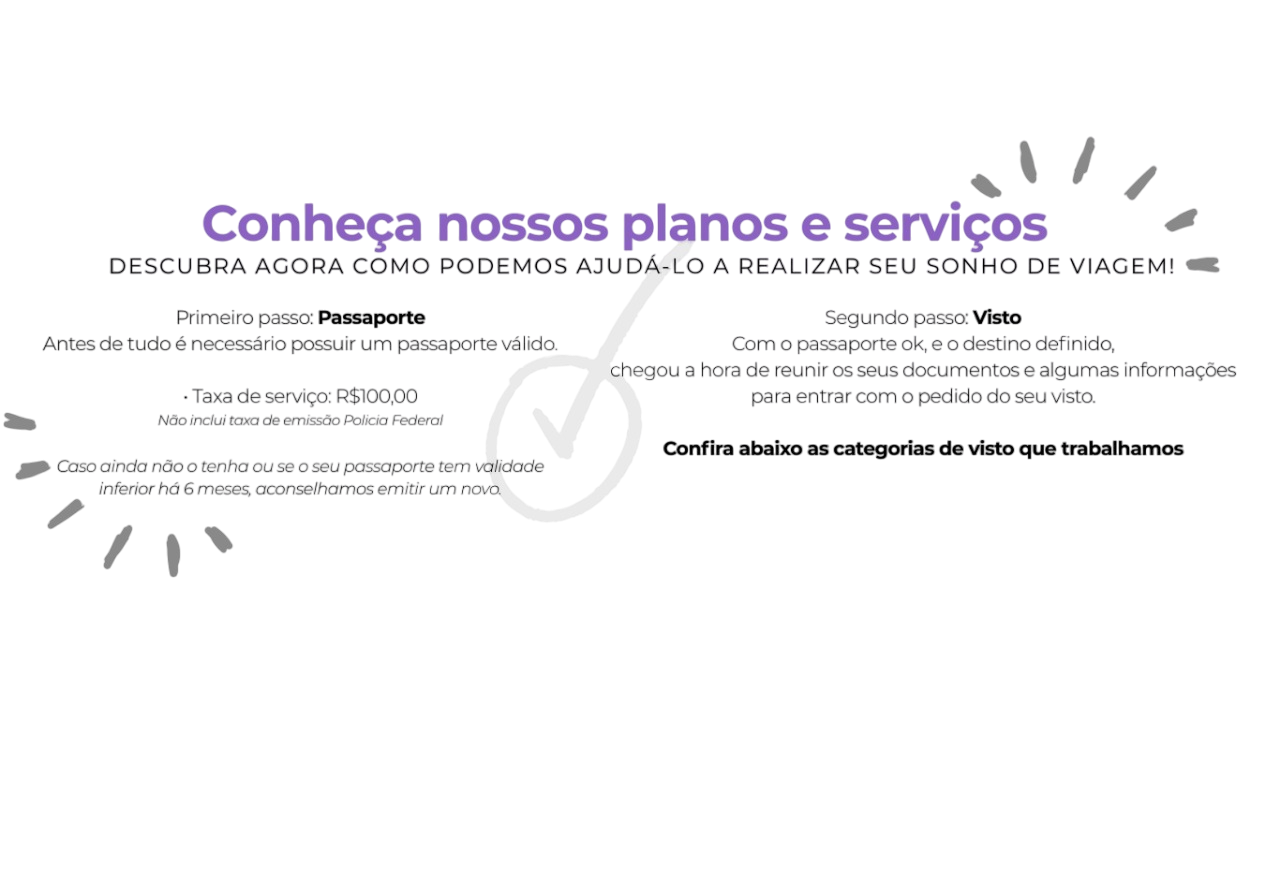 Conheça nossos planos e serviços
DESCUBRA AGORA COMO PODEMOS AJUDÁ-LO A REALIZAR SEU SONHO DE VIAGEM!
Primeiro passo: Passaporte
Antes de tudo é necessário possuir um passaporte válido.
• Taxa de serviço: R$100,00
Não inclui taxa de emissão Policia Federal
Caso ainda não o tenha ou se o seu passaporte tem validade
inferior há 6 meses, aconselhamos emitir um novo.
Segundo passo: Visto
Com o passaporte ok, e o destino definido,
chegou a hora de reunir os seus documentos e algumas informações
para entrar com o pedido do seu visto.
Confira abaixo as categorias de visto que trabalhamos